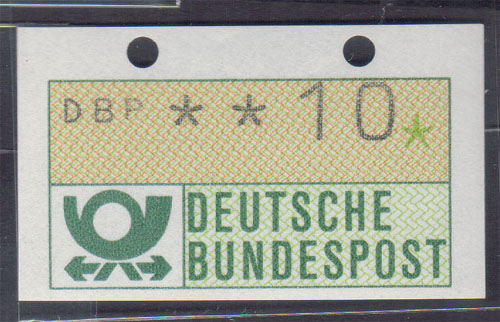 DBP **10*
DEUTSCHE
BUNDESPOST